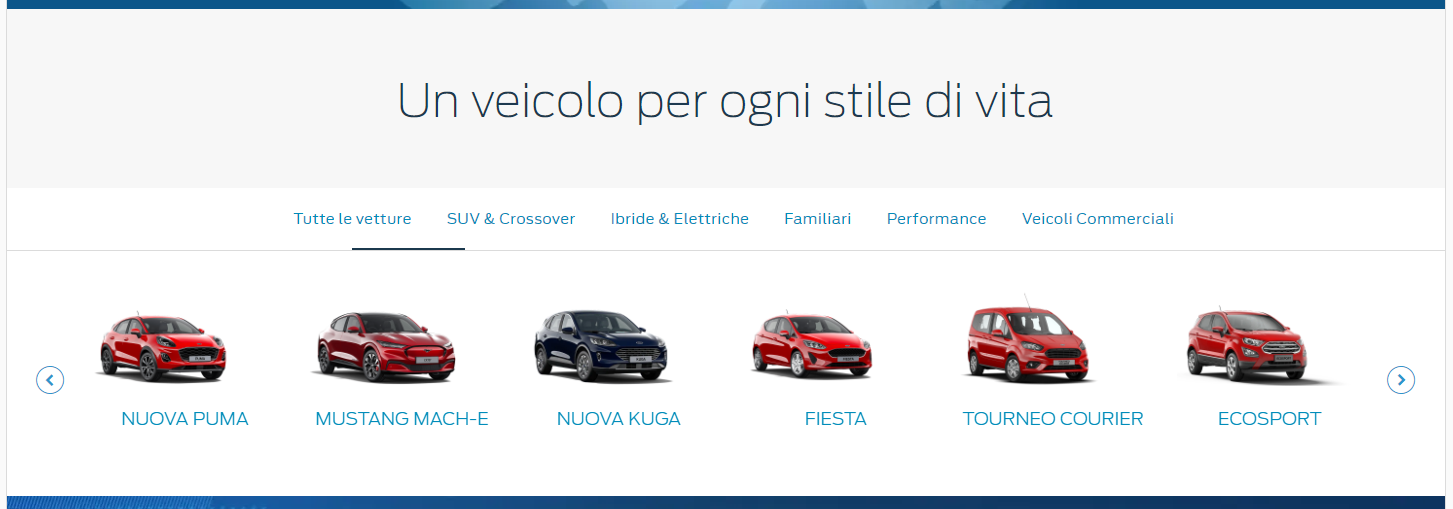 Un veicolo per ogni stile di vita
Tutte le vetture SUV & Crossover Ibride & Elettriche Familiari Performance Veicoli Commerciali
NUOVA PUMA MUSTANG MACH-E NUOVA KUGA FIESTA TOURNEO COURIER ECOSPORT